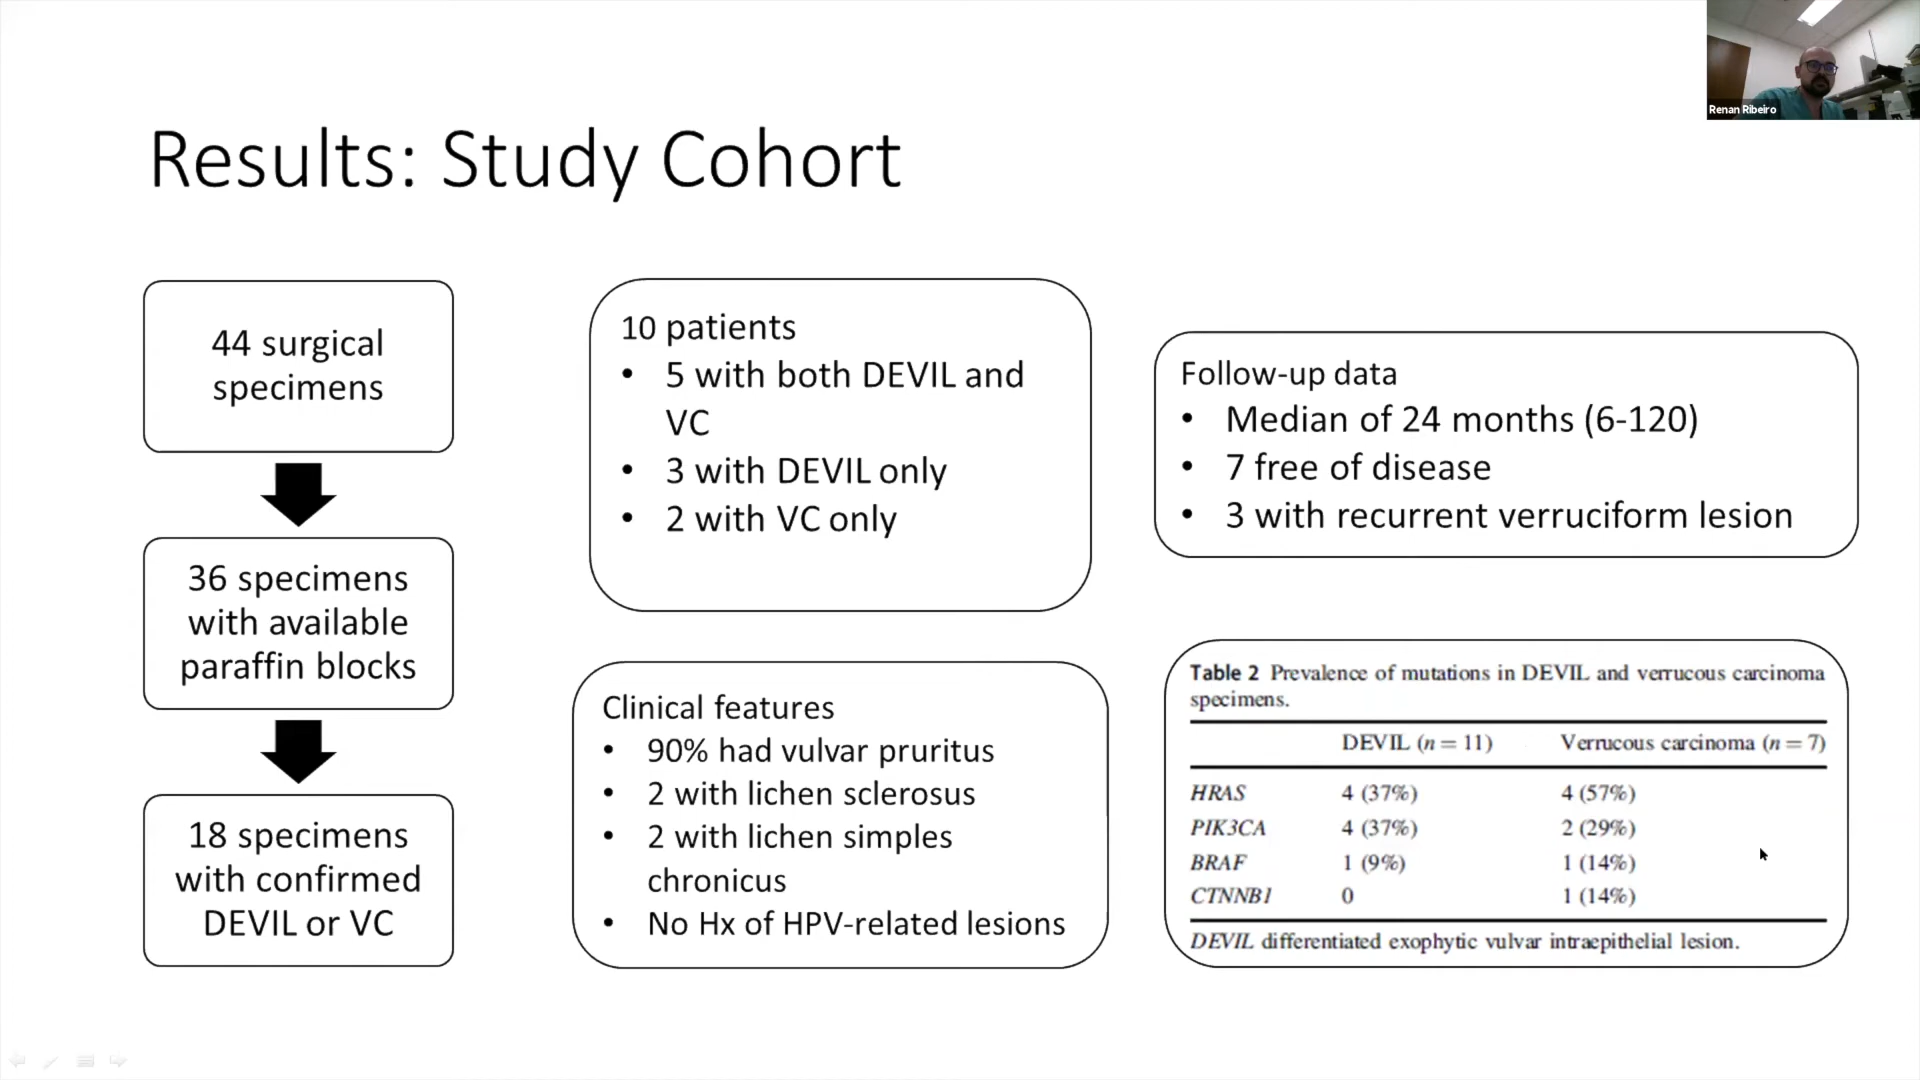 Renan Ribeiro
Results: Study Cohort
44 surgical
specimens
36 specimens
with available
paraffin blocks
18 specimens
with confirmed
DEVIL or VC
10 patients
• 5 with both DEVIL and
VC
• 3 with DEVIL only
• 2 with VC only
Clinical features
• 90% had vulvar pruritus
• 2 with lichen sclerosus
• 2 with lichen simples
chronicus
• No Hx of HPV-related lesions
Follow-up data
• Median of 24 months (6-120)
• 7 free of disease
• 3 with recurrent verruciform lesion
Table 2 Prevalence of mutations in DEVIL and verrucous carcinoma
specimens.
DEVIL (n = 11) Verrucous carcinoma (n = 7)
HRAS 4 (37%) 4 (57%)
PIK3CA 4 (37%) 2 (29%)
BRAF 1 (9%) 1 (14%)
CTNNB1 0 1 (14%)
DEVIL differentiated exophytic vulvar intraepithelial lesion.